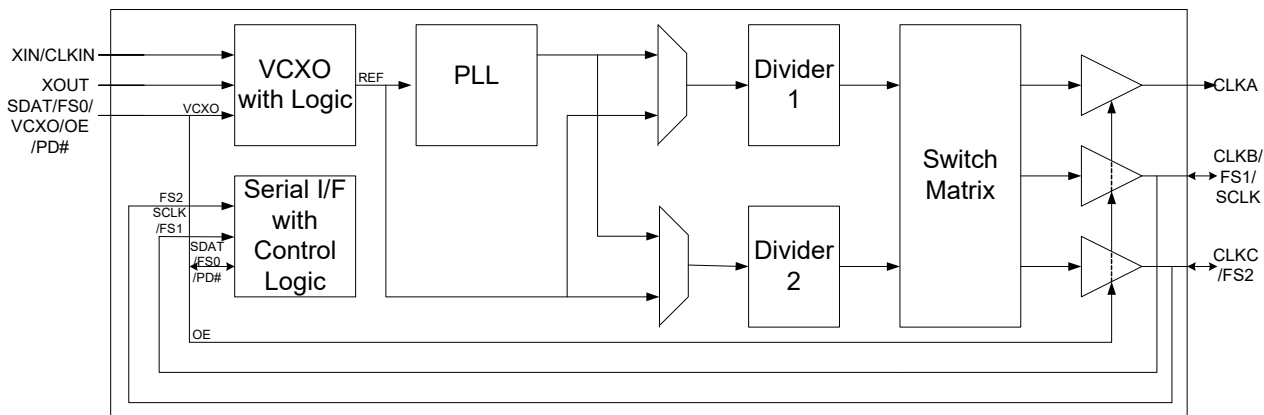 XIN/CLKIN
XOUT
SDAT/FS0/
VCXO/OE
/PD#
VCXO
VCXO
with Logic
REF
PLL
Divider
1
Switch
Matrix
CLKA
CLKB/
FS1/
SCLK
CLKC
/FS2
FS2
SCLK
/FS1
SDAT
/FS0
/PD#
Serial I/F
with
Control
Logic
Divider
2
OE